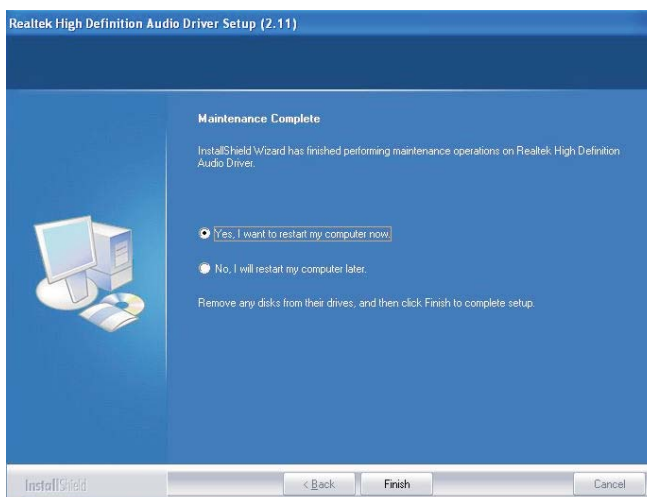 Realtek High Definition Audio Driver Setup (2.11)
Maintenance Complete
InstallShield Wizard has finished performing maintenance operations on Realtek High Definition
Audio Driver.
Yes, I want to restart my computer now.
No, I will restart my computer later.
Remove any disks from their drives, and then click Finish to complete setup.
InstallShield
< Back
Finish
Cancel